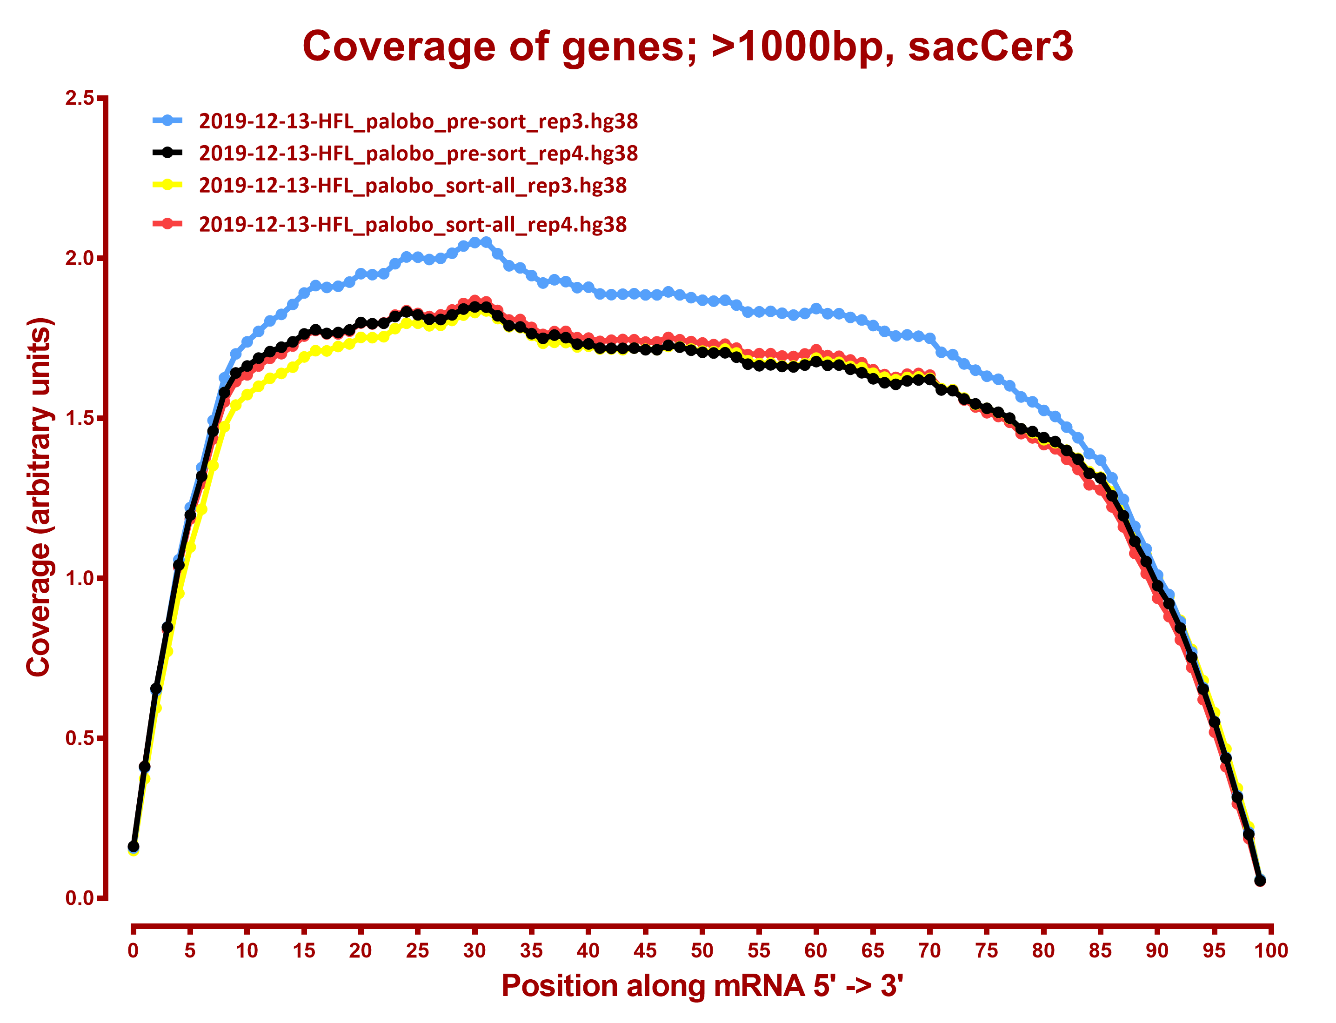 Coverage of genes; >1000bp, sacCer3
2.5
2019-12-13-HFL_palobo_pre-sort_rep3.hg38
2019-12-13-HFL_palobo_pre-sort_rep4.hg38
2019-12-13-HFL_palobo_sort-all_rep3.hg38
2019-12-13-HFL_palobo_sort-all_rep4.hg38
2.0
1.5
1.0
0.5
0.0
Coverage (arbitrary units)
0 5 10 15 20 25 30 35 40 45 50 55 60 65 70 75 80 85 90 95 100
Position along mRNA 5' -> 3'